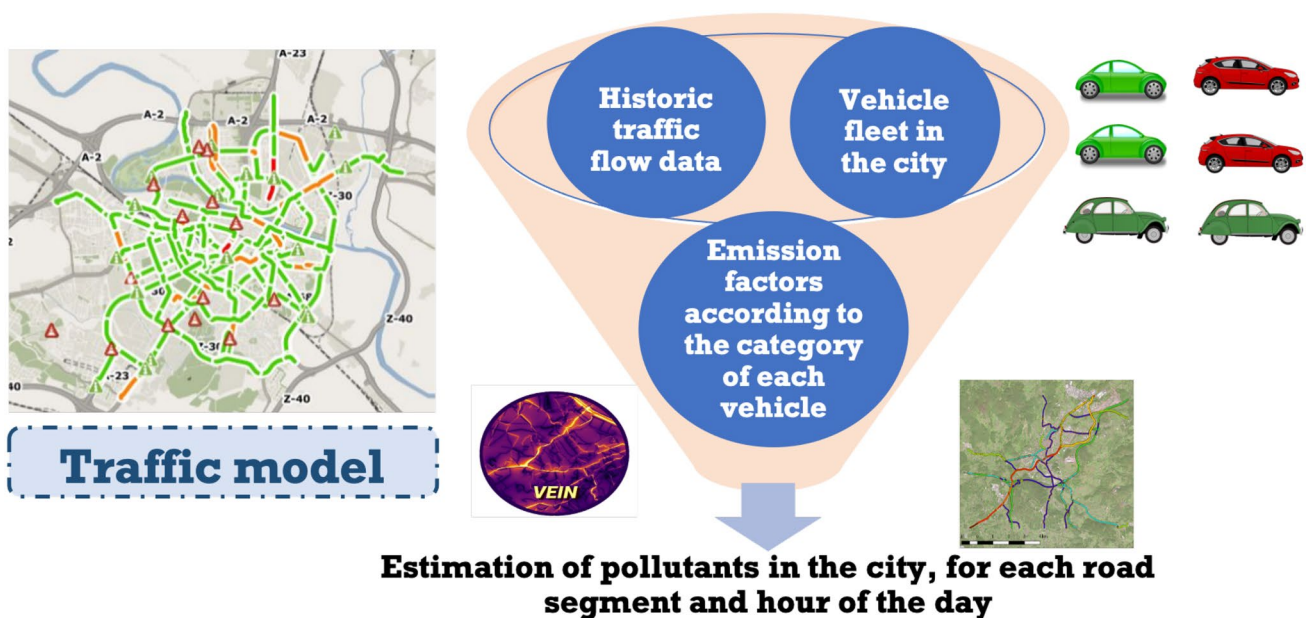 A-23
A-2
A-2
A-2
A-2
Z-30
30
Z-30
Z-40
A-23
40
Z-40
Traffic model
Historic
traffic
flow data
Vehicle
fleet in
the city
Emission
factors
according to
the category
of each
vehicle
VEIN
Estimation of pollutants in the city, for each road
segment and hour of the day